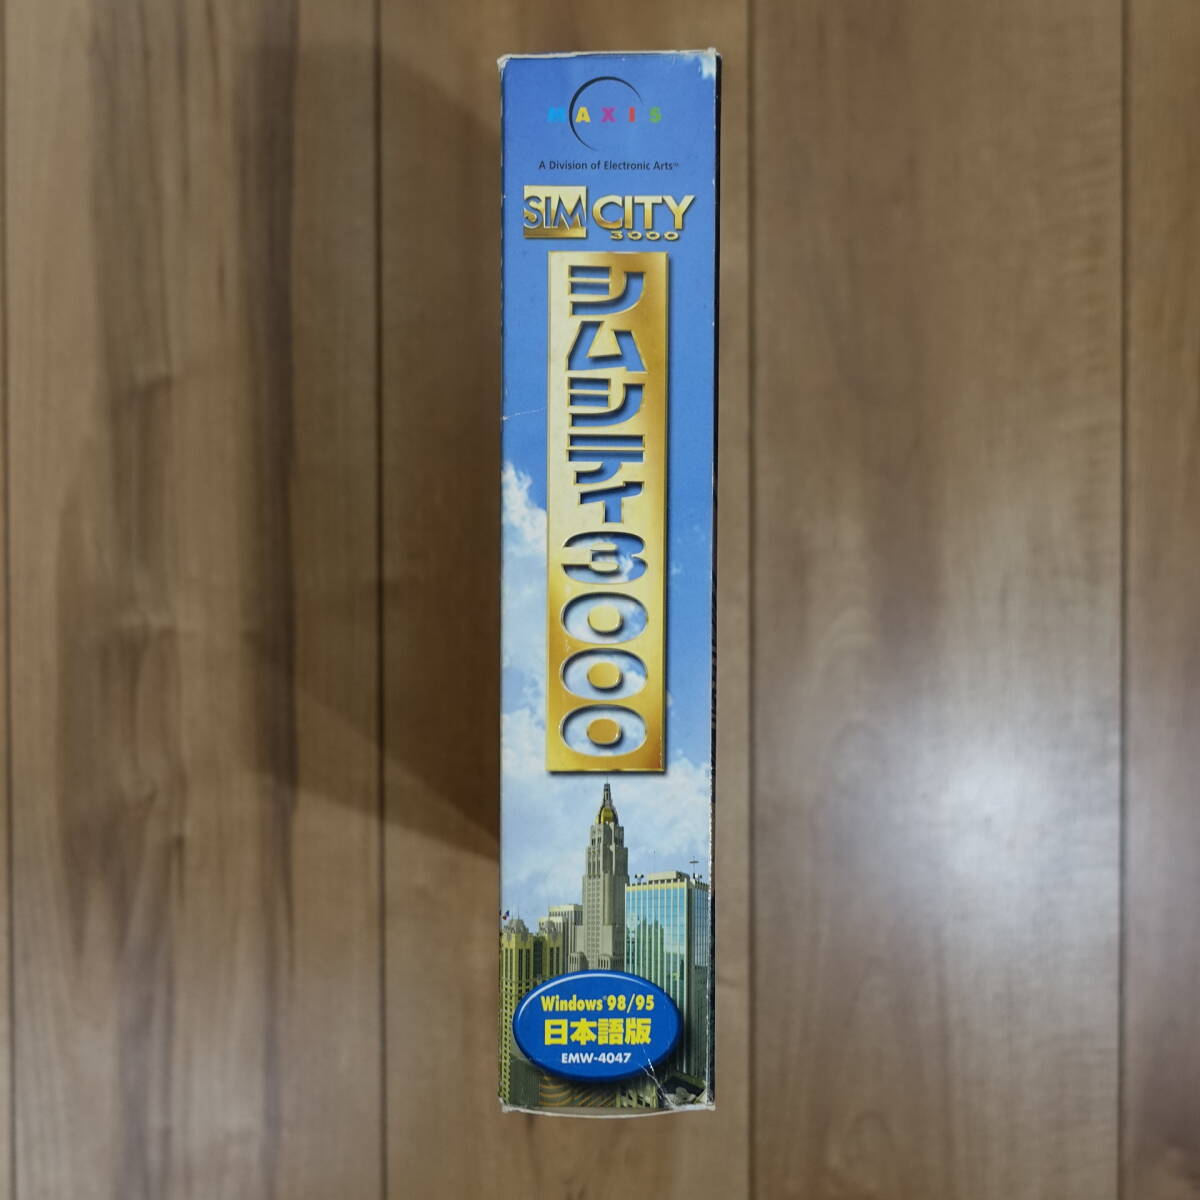 MAXIS
A Division of Electronic Arts™
SIM CITY
3000
シムシティ3000
Windows®98/95
日本語版
EMW-4047